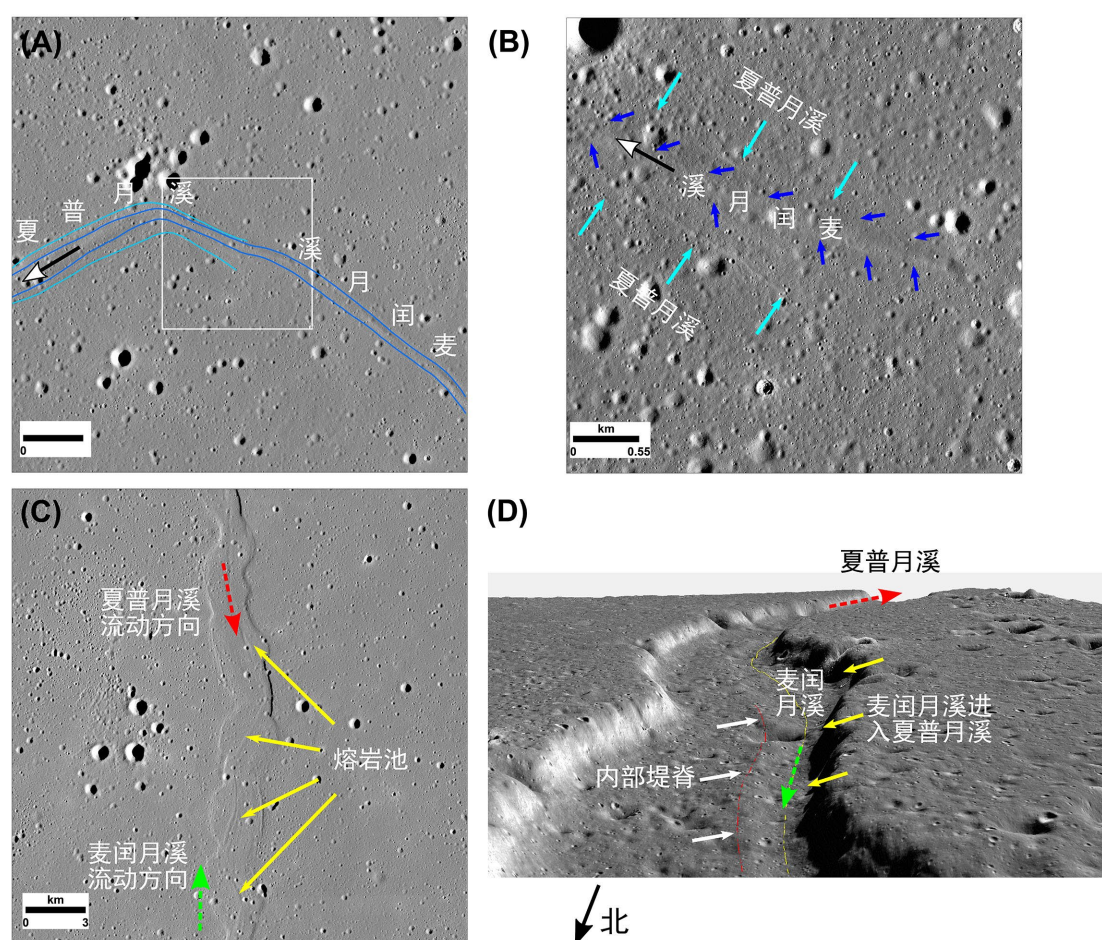 (A)
夏普月溪
溪月闰麦
0
(B)
夏普月溪
溪月闰麦
夏普月溪
km
0 0.55
(C)
夏普月溪
流动方向
熔岩池
麦闰月溪
流动方向
km
0 3
(D)
夏普月溪
麦闰
月溪
麦闰月溪进
入夏普月溪
内部堤脊
北